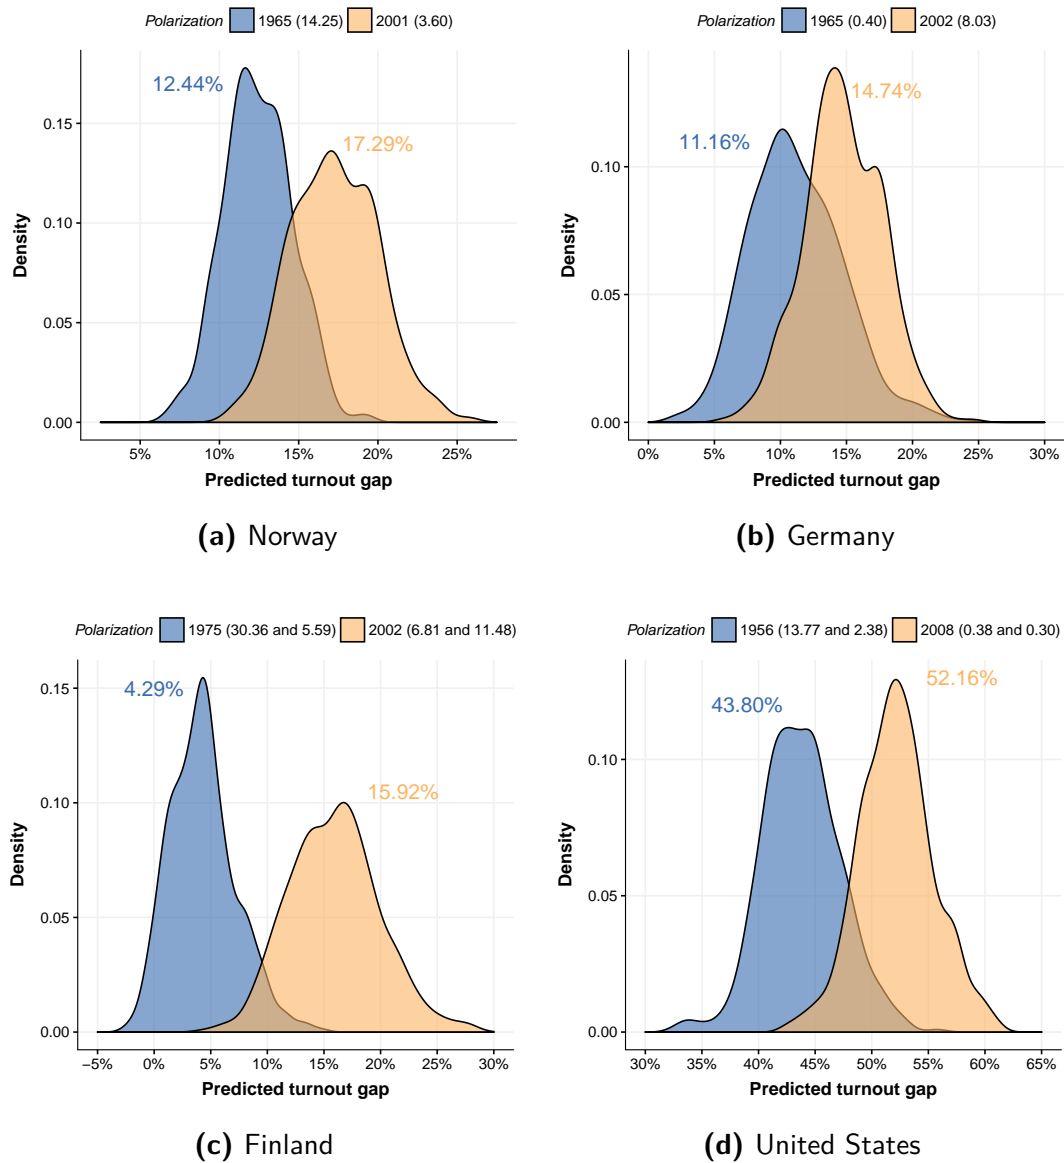 Polarization 1965 (14.25) 2001 (3.60)
12.44%
17.29%
Density
0.15
0.10
0.05
0.00
5% 10% 15% 20% 25%
Predicted turnout gap
(a) Norway
Polarization 1965 (0.40) 2002 (8.03)
14.74%
11.16%
Density
0.10
0.05
0.00
0% 5% 10% 15% 20% 25% 30%
Predicted turnout gap
(b) Germany
Polarization 1975 (30.36 and 5.59) 2002 (6.81 and 11.48)
4.29%
15.92%
Density
0.15
0.10
0.05
0.00
−5% 0% 5% 10% 15% 20% 25% 30%
Predicted turnout gap
(c) Finland
Polarization 1956 (13.77 and 2.38) 2008 (0.38 and 0.30)
52.16%
43.80%
Density
0.10
0.05
0.00
30% 35% 40% 45% 50% 55% 60% 65%
Predicted turnout gap
(d) United States